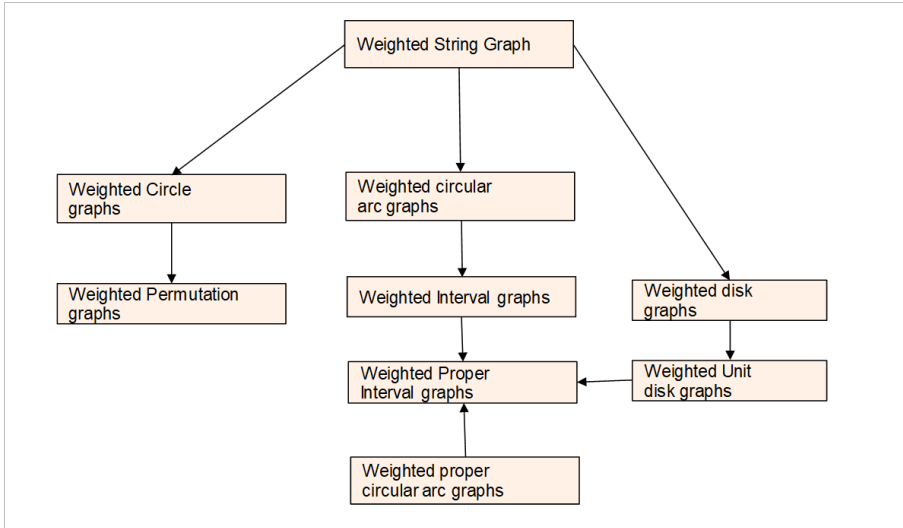 Weighted String Graph
Weighted Circle
graphs
Weighted circular
arc graphs
Weighted Permutation
graphs
Weighted Interval graphs
Weighted disk
graphs
Weighted Proper
Interval graphs
Weighted Unit
disk graphs
Weighted proper
circular arc graphs